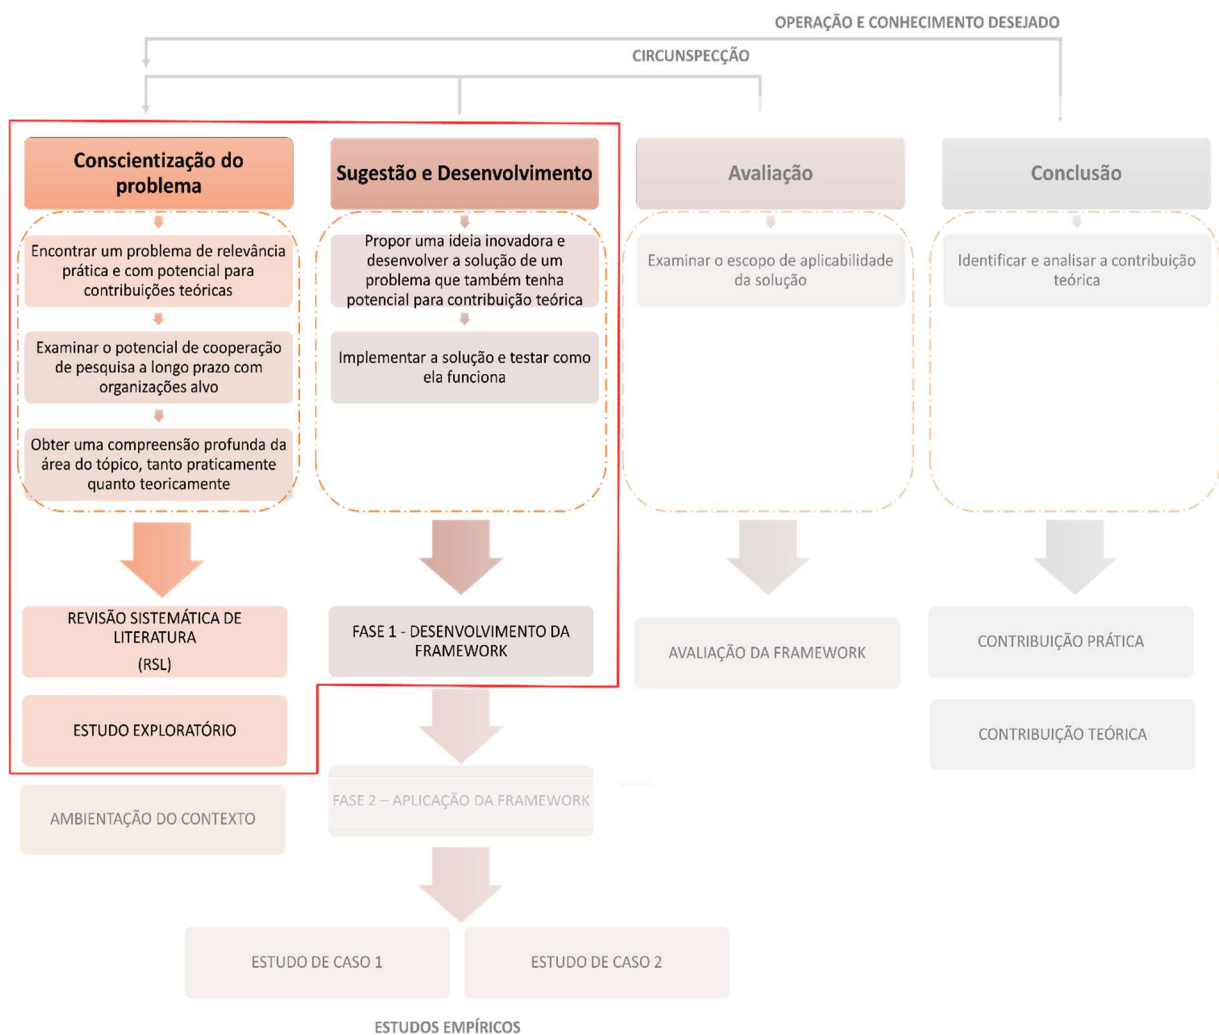 OPERAÇÃO E CONHECIMENTO DESEJADO
CIRCUNSPECÇÃO
Conscientização do
problema
Encontrar um problema de relevância
prática e com potencial para
contribuições teóricas
Examinar o potencial de cooperação
de pesquisa a longo prazo com
organizações alvo
Obter uma compreensão profunda da
área do tópico, tanto praticamente
quanto teoricamente
REVISÃO SISTEMÁTICA DE
LITERATURA
(RSL)
ESTUDO EXPLORATÓRIO
AMBIENTAÇÃO DO CONTEXTO
Sugestão e Desenvolvimento
Propor uma ideia inovadora e
desenvolver a solução de um
problema que também tenha
potencial para contribuição teórica
Implementar a solução e testar como
ela funciona
FASE 1 - DESENVOLVIMENTO DA
FRAMEWORK
FASE 2 – APLICAÇÃO DA FRAMEWORK
ESTUDO DE CASO 1
ESTUDO DE CASO 2
ESTUDOS EMPÍRICOS
Avaliação
Examinar o escopo de aplicabilidade
da solução
AVALIAÇÃO DA FRAMEWORK
Conclusão
Identificar e analisar a contribuição
teórica
CONTRIBUIÇÃO PRÁTICA
CONTRIBUIÇÃO TEÓRICA